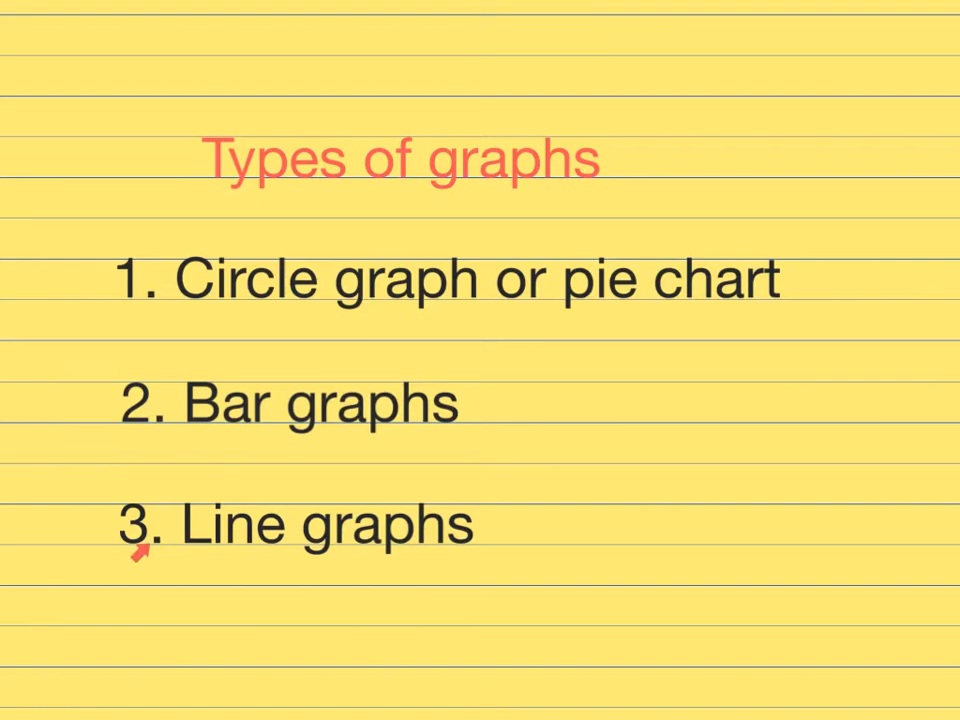 Types of graphs
1. Circle graph or pie chart
2. Bar graphs
3. Line graphs